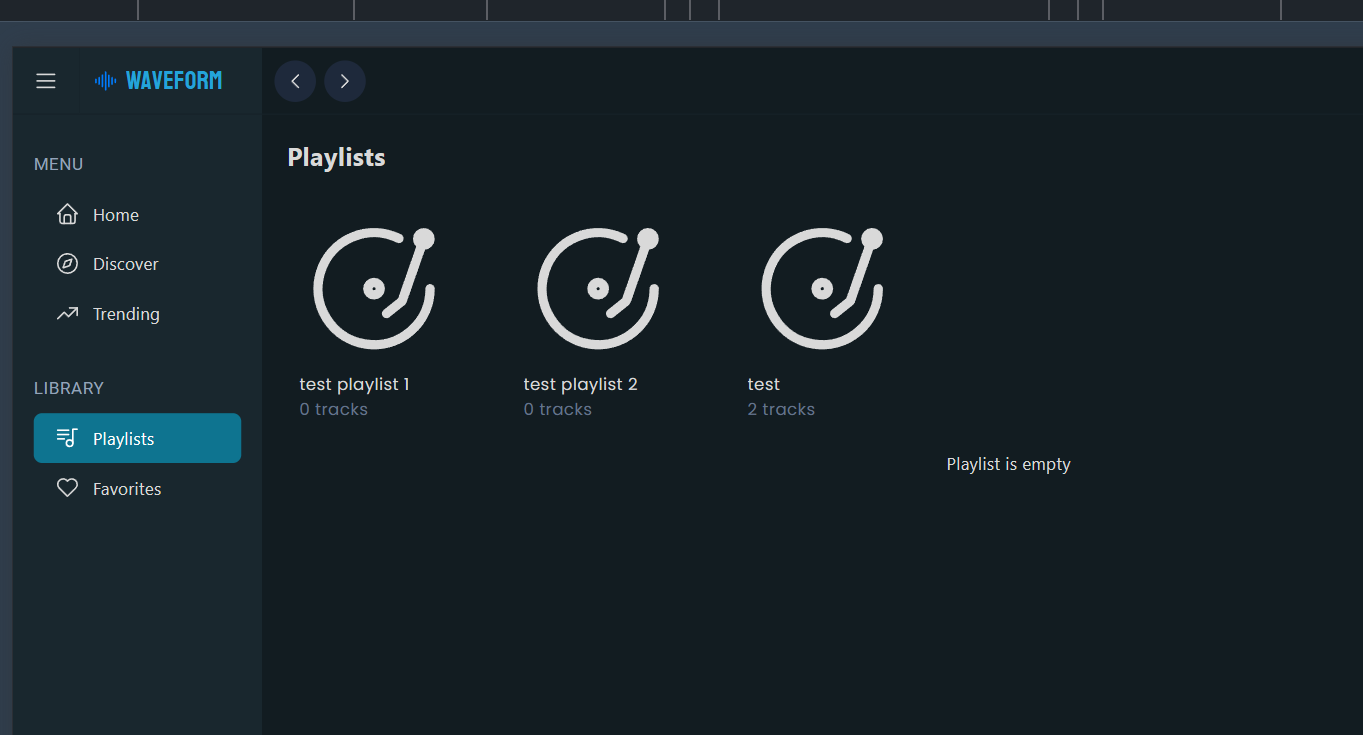 WAVEFORM
MENU
Home
Discover
Trending
LIBRARY
Playlists
Favorites
Playlists
test playlist 1
0 tracks
test playlist 2
0 tracks
test
2 tracks
Playlist is empty